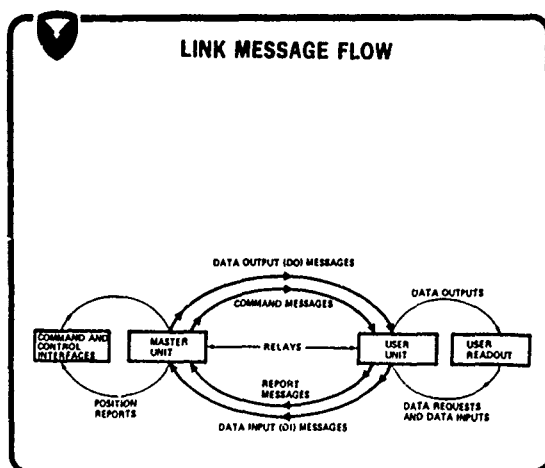 LINK MESSAGE FLOW
DATA OUTPUT (DO) MESSAGES
COMMAND MESSAGES
DATA OUTPUTS
COMMAND AND
CONTROL
INTERFACES
MASTER
UNIT
RELAYS
USER
UNIT
USER
READOUT
POSITION
REPORTS
REPORT
MESSAGES
DATA INPUT (DI) MESSAGES
DATA REQUESTS
AND DATA INPUTS